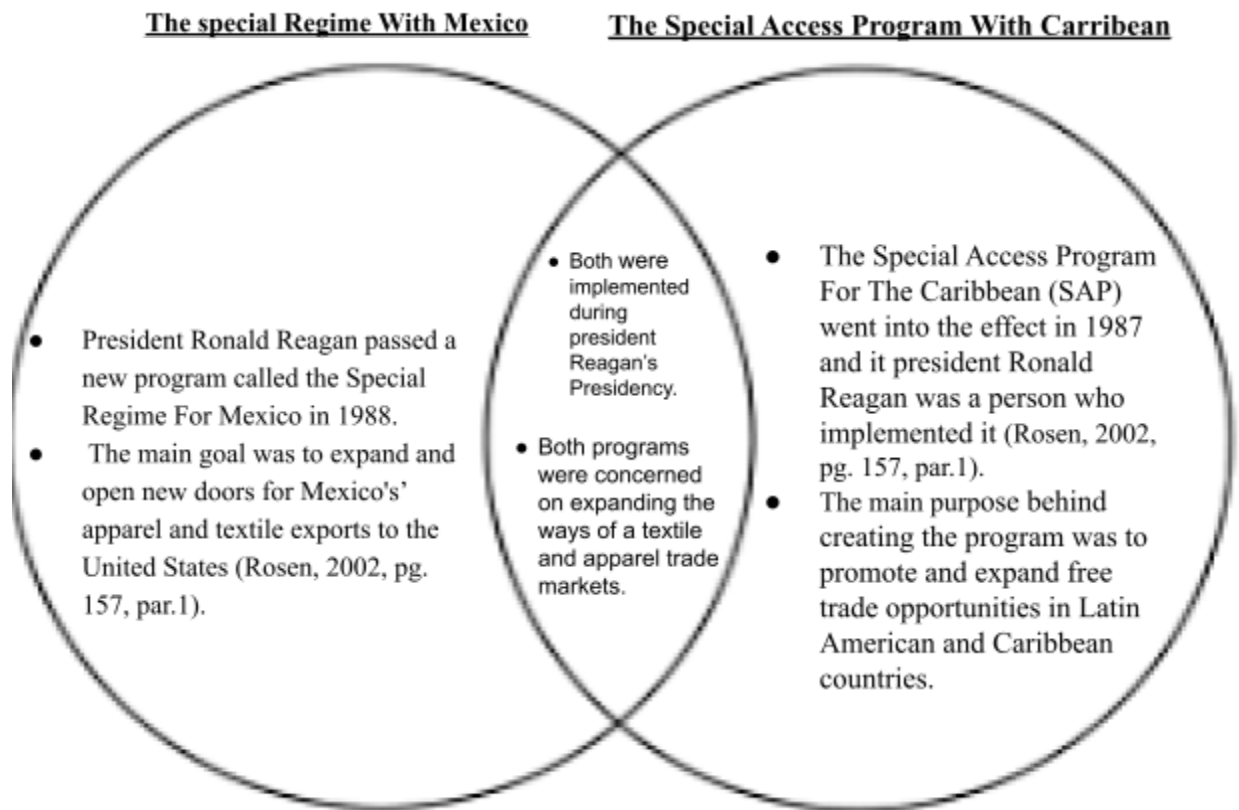 The special Regime With Mexico
The Special Access Program With Carribean
● President Ronald Reagan passed a
new program called the Special
Regime For Mexico in 1988.
● The main goal was to expand and
open new doors for Mexico's’
apparel and textile exports to the
United States (Rosen, 2002, pg.
157, par.1).
● Both were
implemented
during
president
Reagan’s
Presidency.
● Both programs
were concerned
on expanding the
ways of a textile
and apparel trade
markets.
● The Special Access Program
For The Caribbean (SAP)
went into the effect in 1987
and it president Ronald
Reagan was a person who
implemented it (Rosen, 2002,
pg. 157, par.1).
● The main purpose behind
creating the program was to
promote and expand free
trade opportunities in Latin
American and Caribbean
countries.